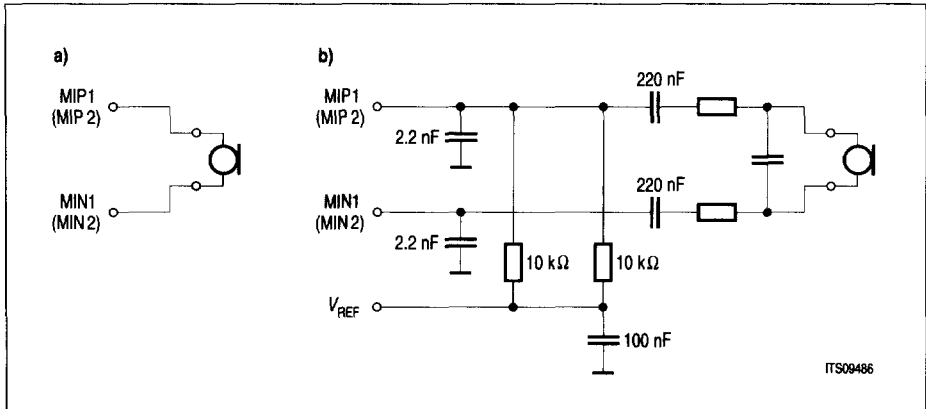 a)
MIP1
(MIP 2)
MIN1
(MIN 2)
b)
MIP1
(MIP 2)
2.2 nF
220 nF
MIN1
(MIN 2)
2.2 nF
220 nF
10 kΩ
10 kΩ
VREF
100 nF
ITS09486